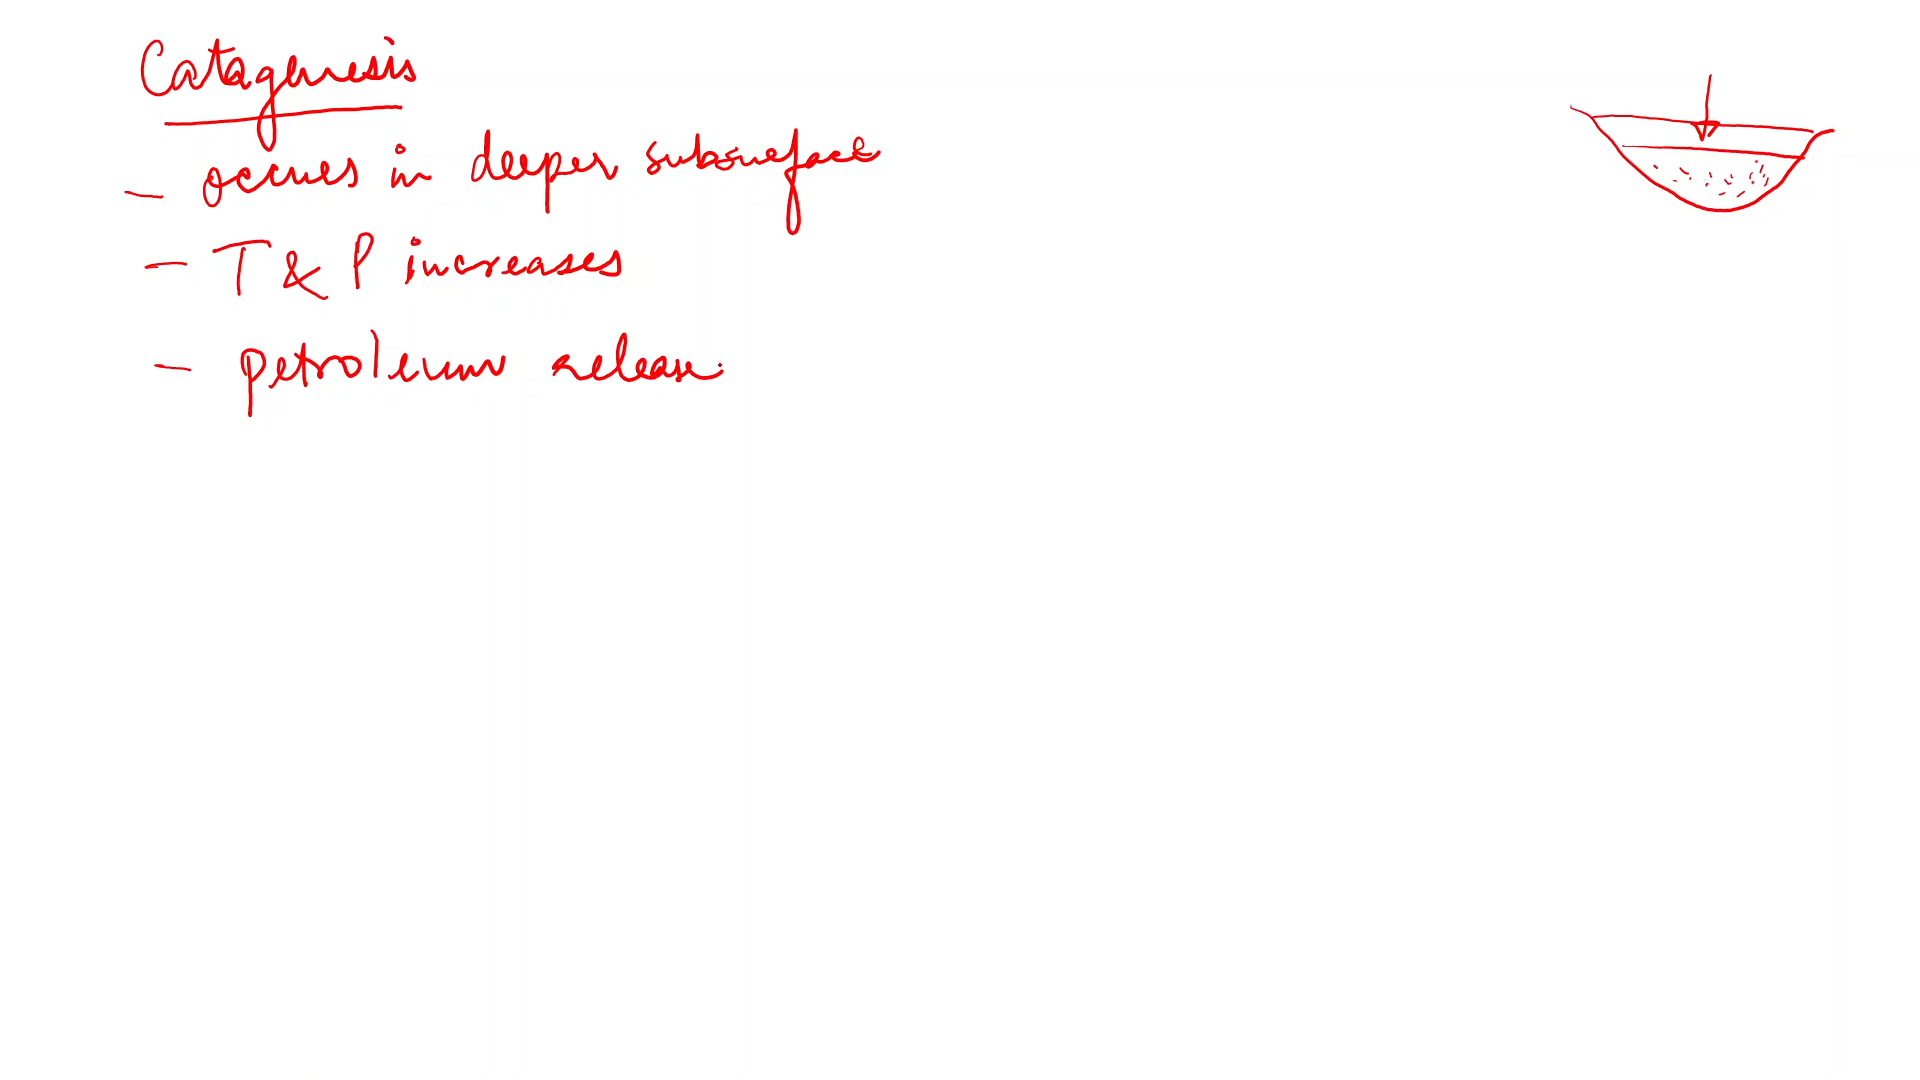 Catagenesis
- occurs in deeper subsurface
- T & P increases
- petroleum release.